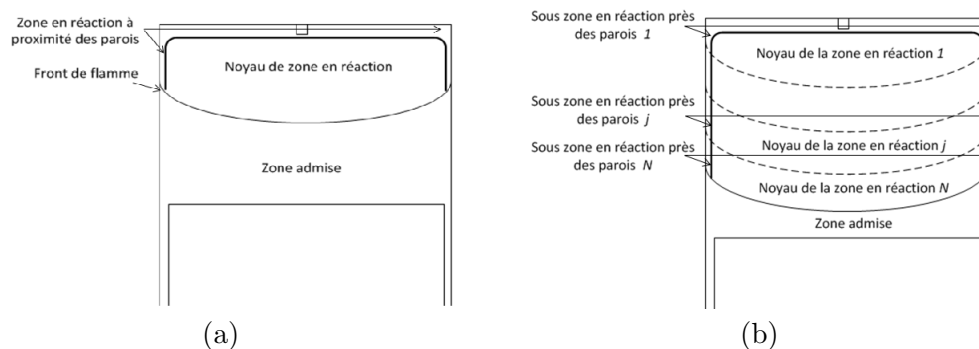 Zone en réaction à
proximité des parois
Noyau de zone en réaction
Front de flamme
Zone admise
(a)
Sous zone en réaction près
des parois 1
Noyau de la zone en réaction 1
Sous zone en réaction près
des parois j
Noyau de la zone en réaction j
Sous zone en réaction près
des parois N
Noyau de la zone en réaction N
Zone admise
(b)